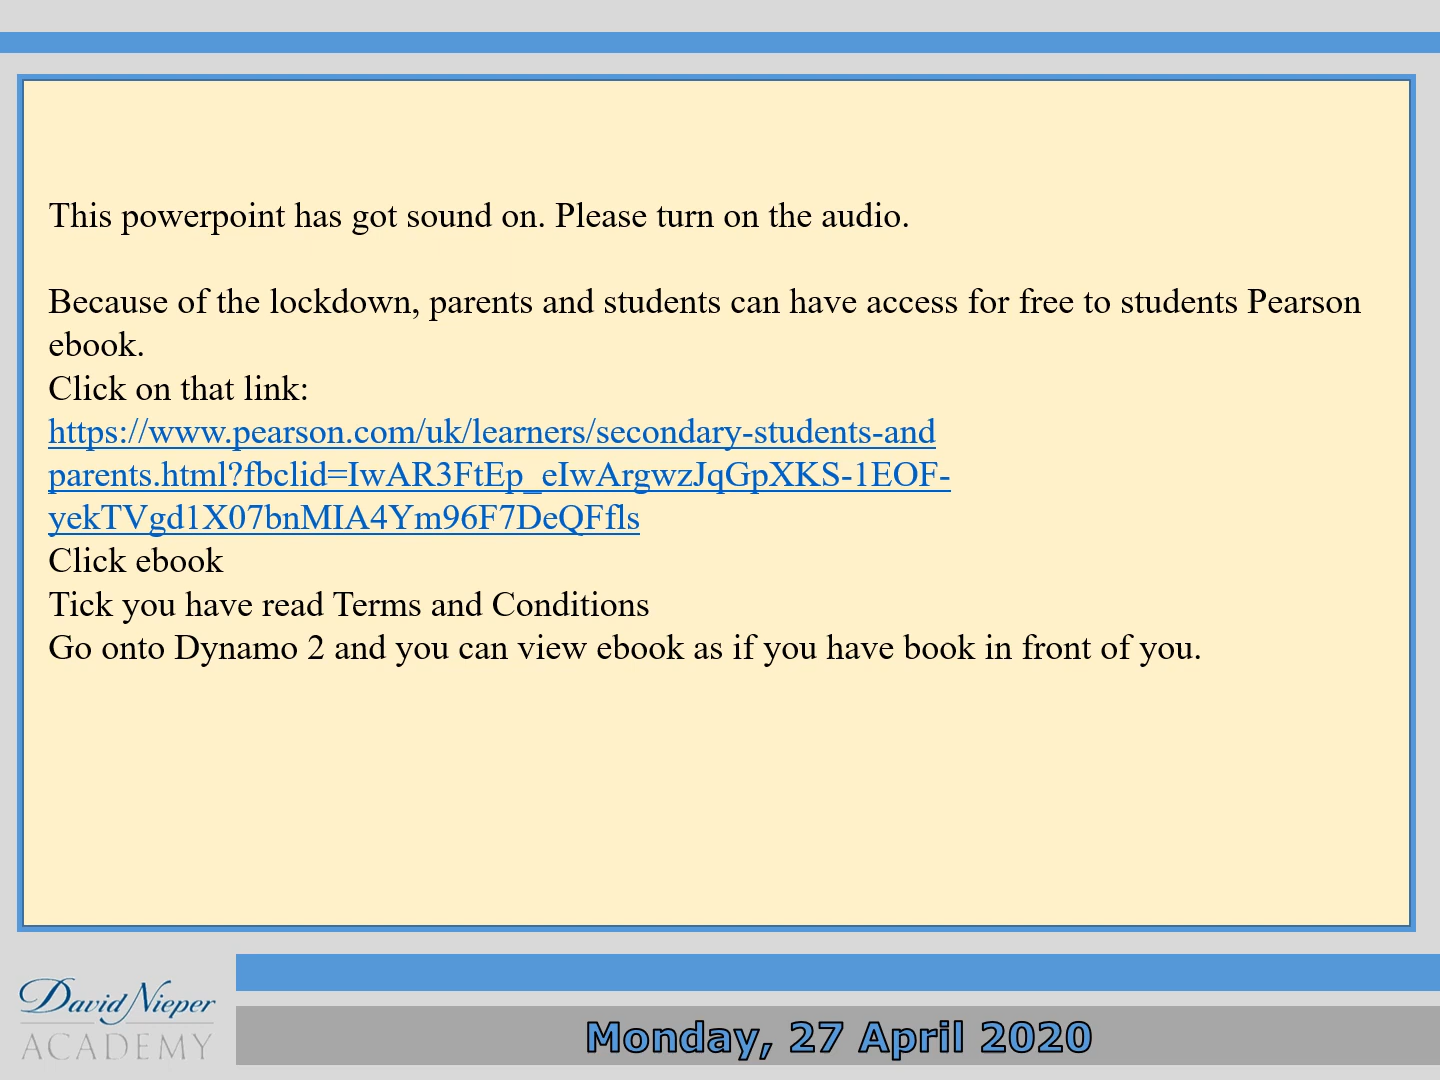 This powerpoint has got sound on. Please turn on the audio.
Because of the lockdown, parents and students can have access for free to students Pearson
ebook.
Click on that link:
https://www.pearson.com/uk/learners/secondary-students-and
parents.html?fbclid=IwAR3FtEp_eIwArgwzJqGpXKS-1EOF-
yekTVgd1X07bnMIA4Ym96F7DeQFfls
Click ebook
Tick you have read Terms and Conditions
Go onto Dynamo 2 and you can view ebook as if you have book in front of you.
David Nieper
ACADEMY
Monday, 27 April 2020